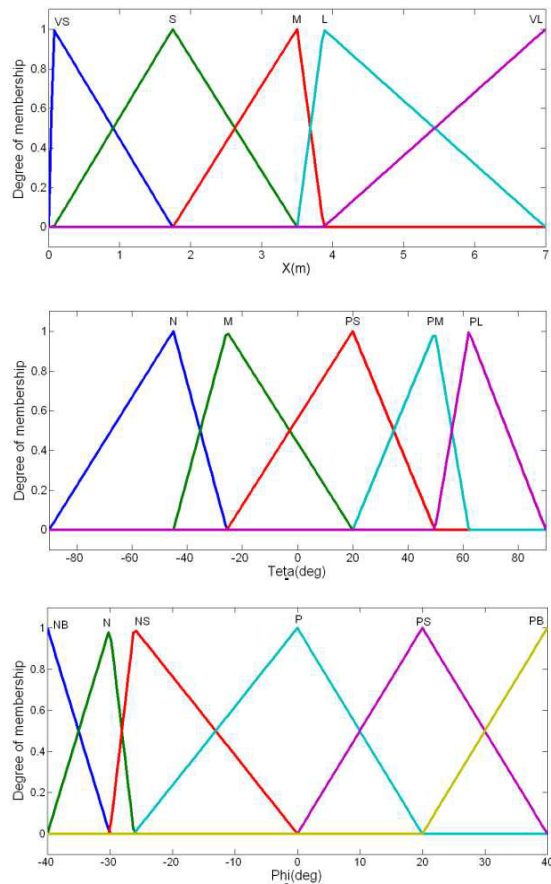 VS S M L VL
1
0.8
0.6
0.4
0.2
0
Degree of membership
0 1 2 3 4 5 6 7
X(m)
N M PS PM PL
1
0.8
0.6
0.4
0.2
0
Degree of membership
-80 -60 -40 -20 0 20 40 60 80
Teta(deg)
NB N NS P PS PB
1
0.8
0.6
0.4
0.2
0
Degree of membership
-40 -30 -20 -10 0 10 20 30 40
Phi(deg)